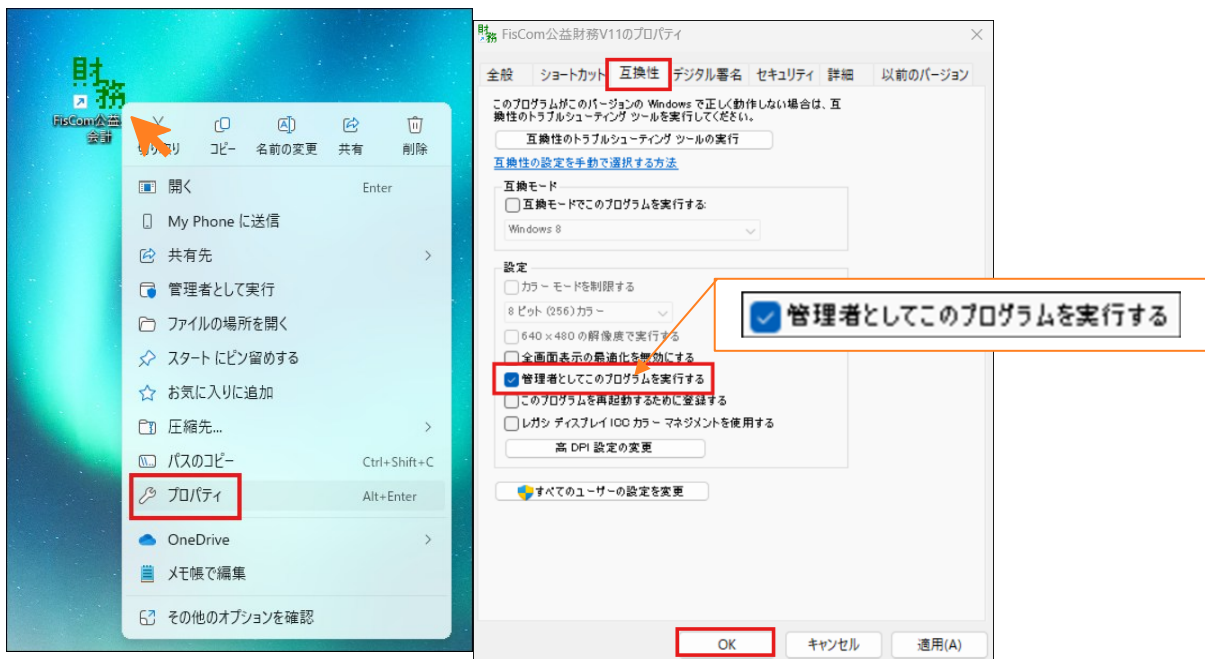 財
務
FisCom公益
会計
切り取り
コピー
名前の変更
共有
削除
開く Enter
My Phone に送信
共有先
管理者として実行
ファイルの場所を開く
スタート にピン留めする
お気に入りに追加
圧縮先...
パスのコピー Ctrl+Shift+C
プロパティ Alt+Enter
OneDrive
メモ帳で編集
その他のオプションを確認
財務 FisCom公益財務V11のプロパティ
全般 ショートカット 互換性 デジタル署名 セキュリティ 詳細 以前のバージョン
このプログラムがこのバージョンの Windows で正しく動作しない場合は、互
換性のトラブルシューティング ツールを実行してください。
互換性のトラブルシューティング ツールの実行
互換性の設定を手動で選択する方法
互換モード
互換モードでこのプログラムを実行する:
Windows 8
設定
カラー モードを制限する
8 ビット (256) カラー
640 × 480 の解像度で実行する
全画面表示の最適化を無効にする
管理者としてこのプログラムを実行する
このプログラムを再起動するために登録する
レガシ ディスプレイ ICC カラー マネジメントを使用する
高 DPI 設定の変更
すべてのユーザーの設定を変更
OK キャンセル 適用(A)
管理者としてこのプログラムを実行する